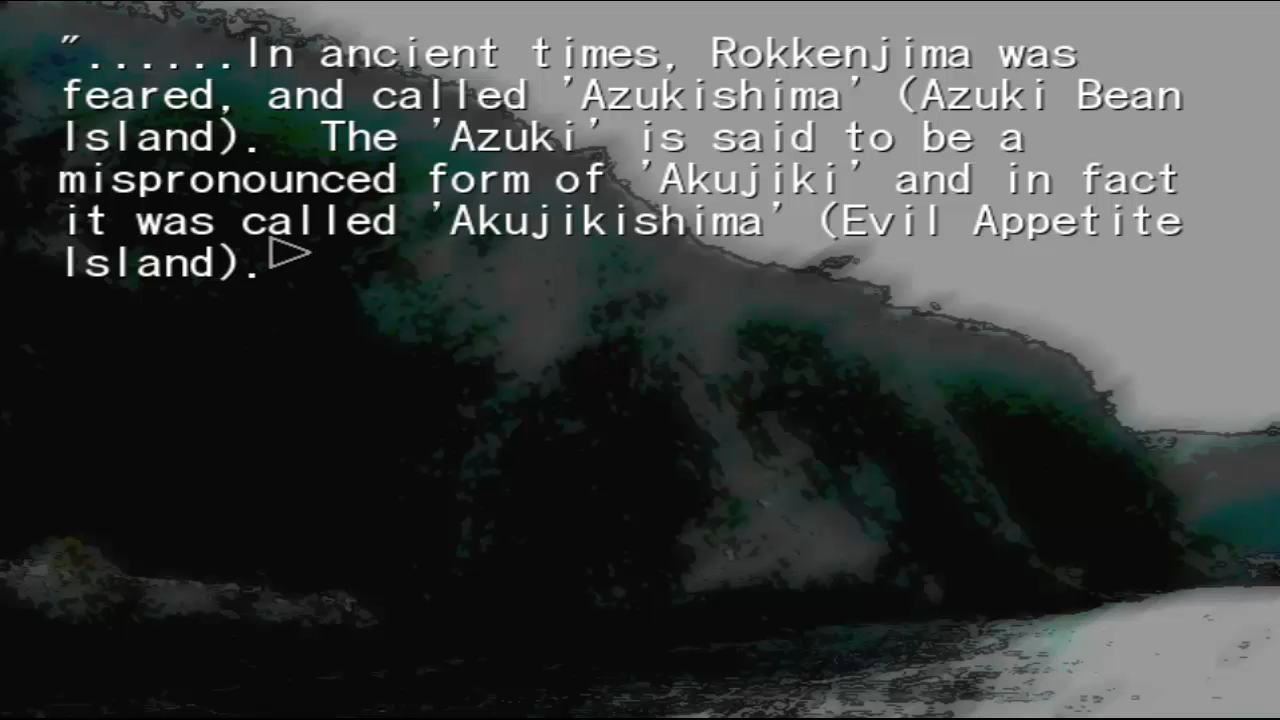 "......In ancient times, Rokkenjima was
feared, and called 'Azukishima' (Azuki Bean
Island).  The 'Azuki' is said to be a
mispronounced form of 'Akujiki' and in fact
it was called 'Akujikishima' (Evil Appetite
Island).